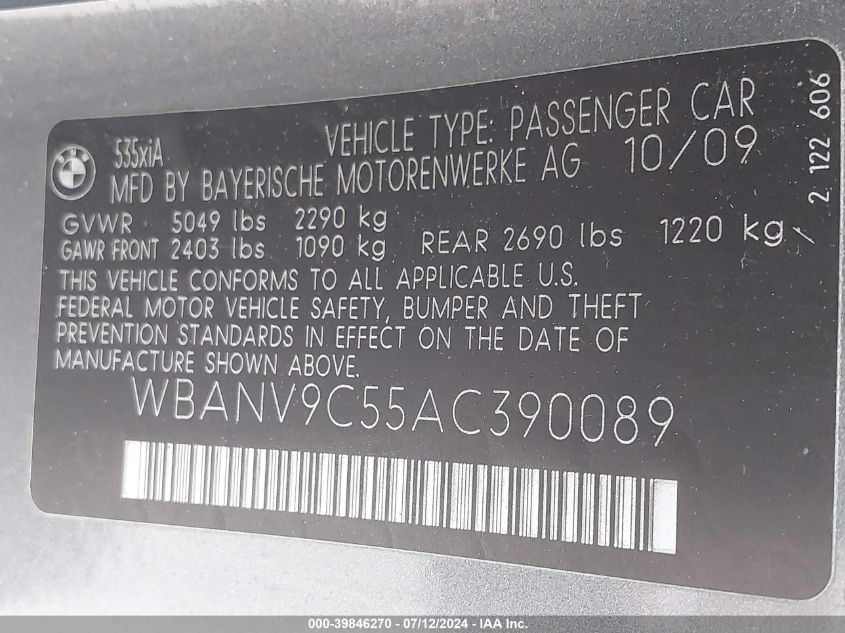 BMW
535xiA
VEHICLE TYPE: PASSENGER CAR
MFD BY BAYERISCHE MOTORENWERKE AG 10/09
GVWR 5049 lbs 2290 kg
GAWR FRONT 2403 lbs 1090 kg REAR 2690 lbs 1220 kg
THIS VEHICLE CONFORMS TO ALL APPLICABLE U.S.
FEDERAL MOTOR VEHICLE SAFETY, BUMPER AND THEFT
PREVENTION STANDARDS IN EFFECT ON THE DATE OF
MANUFACTURE SHOWN ABOVE.
WBANV9C55AC390089
/ 2 122 606
000-39846270 - 07/12/2024 - IAA Inc.